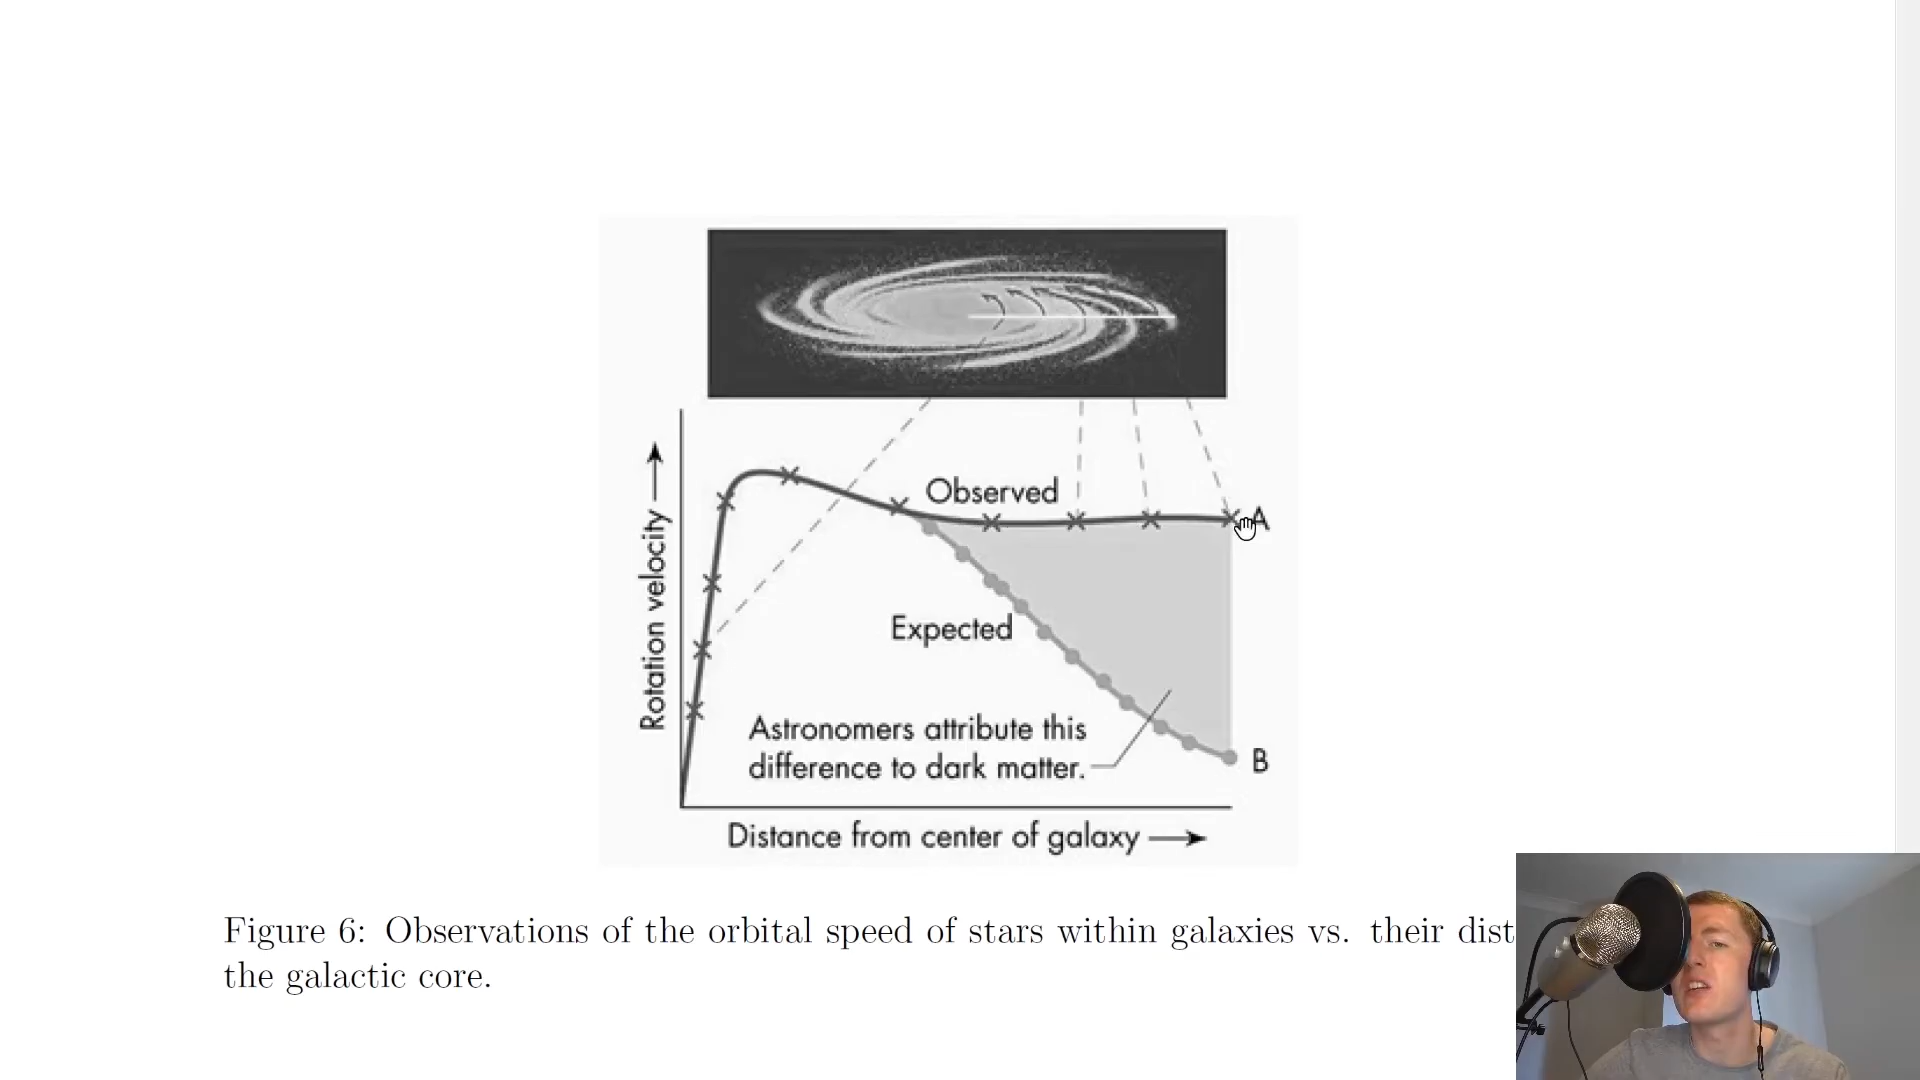 Observed
A
Rotation velocity
Expected
Astronomers attribute this
difference to dark matter.
B
Distance from center of galaxy
Figure 6: Observations of the orbital speed of stars within galaxies vs. their
the galactic core.